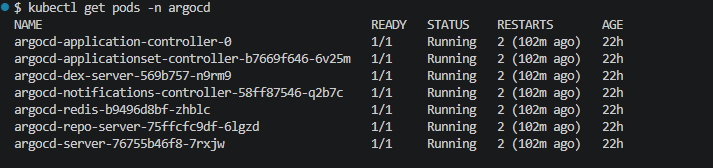 $ kubectl get pods -n argocd
NAME READY STATUS RESTARTS AGE
argocd-application-controller-0 1/1 Running 2 (102m ago) 22h
argocd-applicationset-controller-b7669f646-6v25m 1/1 Running 2 (102m ago) 22h
argocd-dex-server-569b757-n9rm9 1/1 Running 2 (102m ago) 22h
argocd-notifications-controller-58ff87546-q2b7c 1/1 Running 2 (102m ago) 22h
argocd-redis-b9496d8bf-zhblc 1/1 Running 2 (102m ago) 22h
argocd-repo-server-75ffcfc9df-6lgzd 1/1 Running 2 (102m ago) 22h
argocd-server-76755b46f8-7rxjw 1/1 Running 2 (102m ago) 22h